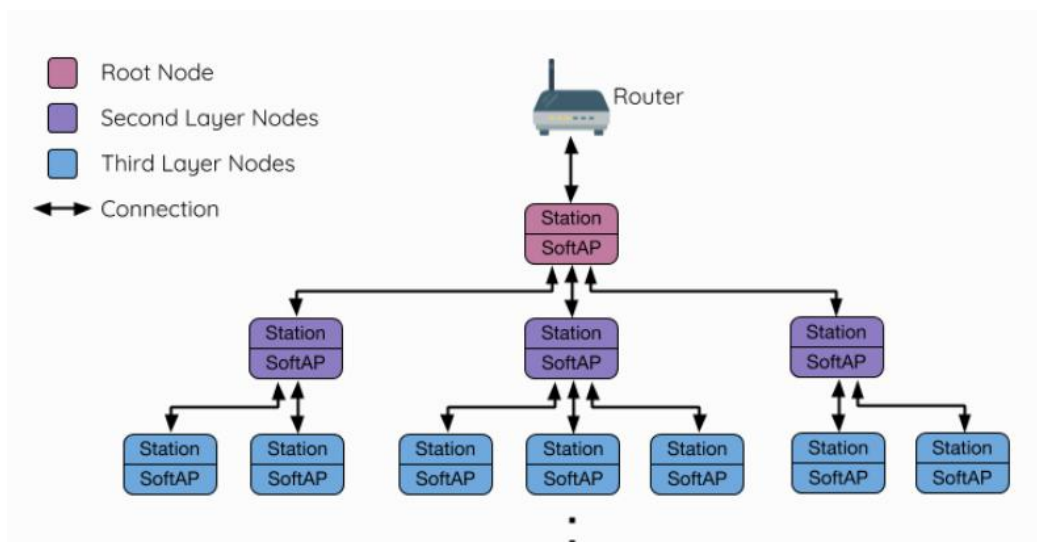 Root Node
Second Layer Nodes
Third Layer Nodes
Connection
Router
Station
SoftAP
Station
SoftAP
Station
SoftAP
Station
SoftAP
Station
SoftAP
Station
SoftAP
Station
SoftAP
Station
SoftAP
Station
SoftAP
Station
SoftAP
Station
SoftAP